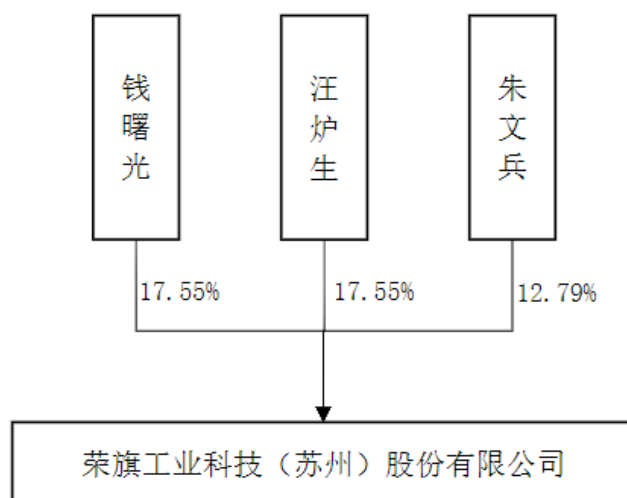 钱曙光
汪炉生
朱文兵
17.55%
17.55%
12.79%
荣旗工业科技（苏州）股份有限公司